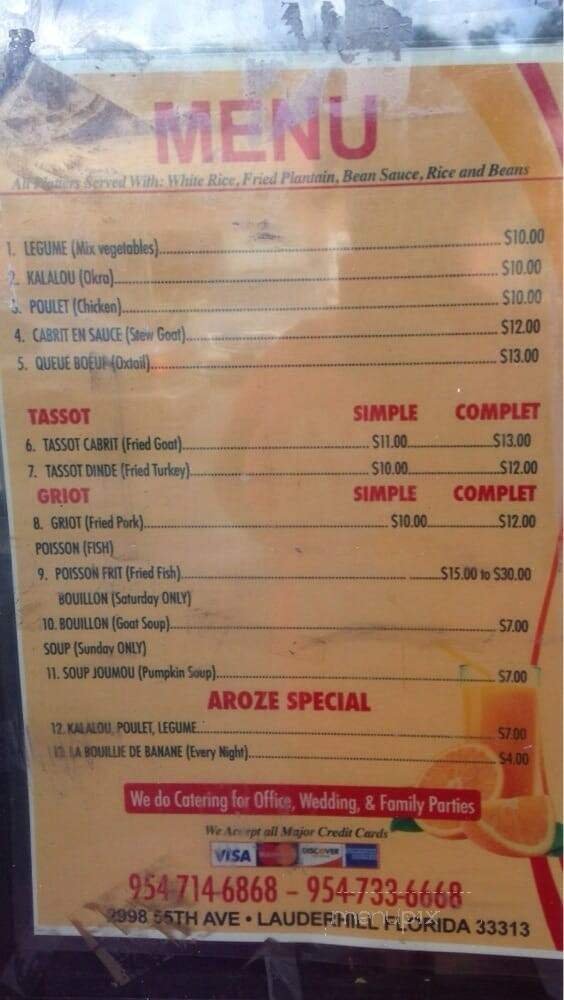 MENU
All Platters Served With: White Rice, Fried Plantain, Bean Sauce, Rice and Beans
1. LEGUME (Mix vegetables) $10.00
2. KALALOU (Okra) $10.00
3. POULET (Chicken) $10.00
4. CABRIT EN SAUCE (Stew Goat) $12.00
5. QUEUE BOEUF (Oxtail) $13.00
TASSOT SIMPLE COMPLET
6. TASSOT CABRIT (Fried Goat) $11.00 $13.00
7. TASSOT DINDE (Fried Turkey) $10.00 $12.00
GRIOT SIMPLE COMPLET
8. GRIOT (Fried Pork) $10.00 $12.00
POISSON (FISH)
9. POISSON FRIT (Fried Fish) $15.00 to $30.00
BOUILLON (Saturday ONLY)
10. BOUILLON (Goat Soup) $7.00
SOUP (Sunday ONLY)
11. SOUP JOUMOU (Pumpkin Soup) $7.00
AROZE SPECIAL
12. KALALOU, POULET, LEGUME $7.00
13. LA BOUILLIE DE BANANE (Every Night) $4.00
We do Catering for Office, Wedding, & Family Parties
We Accept all Major Credit Cards
VISA DISCOVER
954-714-6868 - 954-733-6668
2998 55TH AVE • LAUDERHILL FLORIDA 33313
menupix